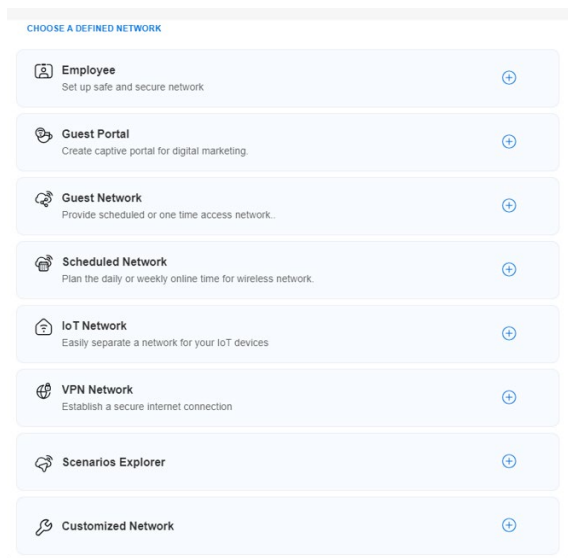 CHOOSE A DEFINED NETWORK
Employee
Set up safe and secure network
Guest Portal
Create captive portal for digital marketing.
Guest Network
Provide scheduled or one time access network..
Scheduled Network
Plan the daily or weekly online time for wireless network.
IoT Network
Easily separate a network for your IoT devices
VPN Network
Establish a secure internet connection
Scenarios Explorer
Customized Network